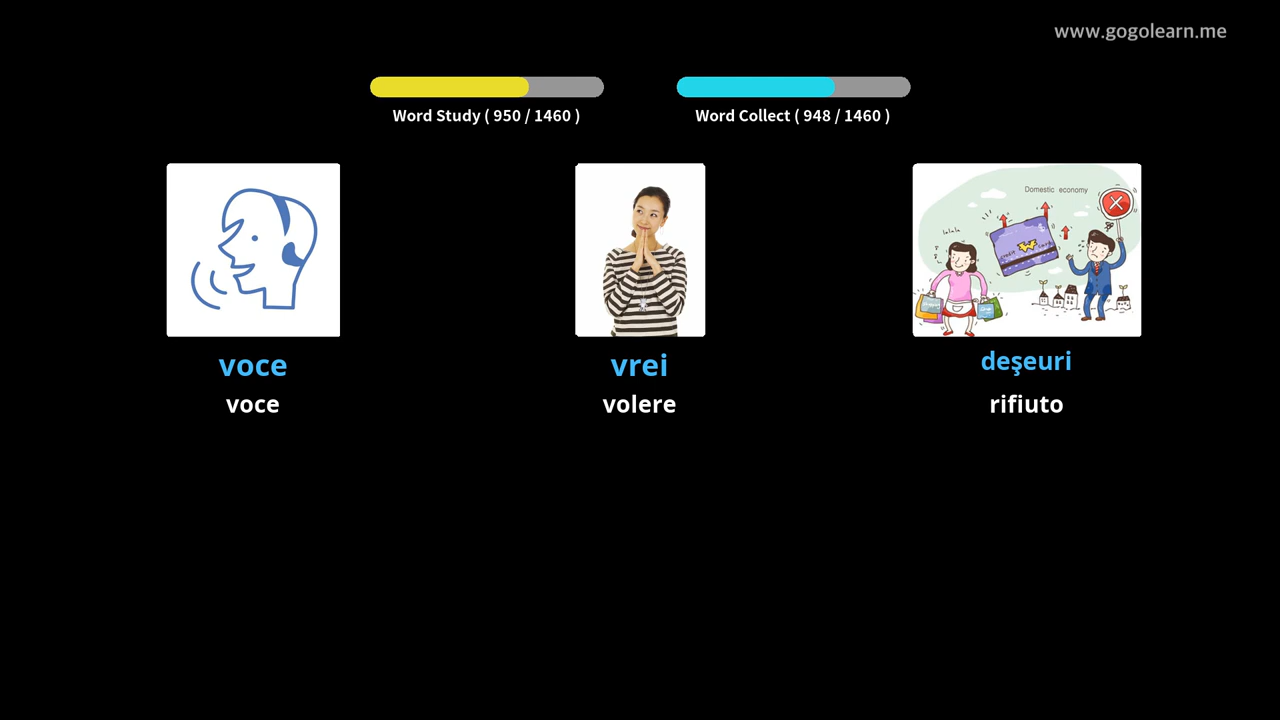 www.gogolearn.me
Word Study ( 950 / 1460 )
Word Collect ( 948 / 1460 )
Domestic economy
lalala
voce
vrei
deşeuri
voce
volere
rifiuto